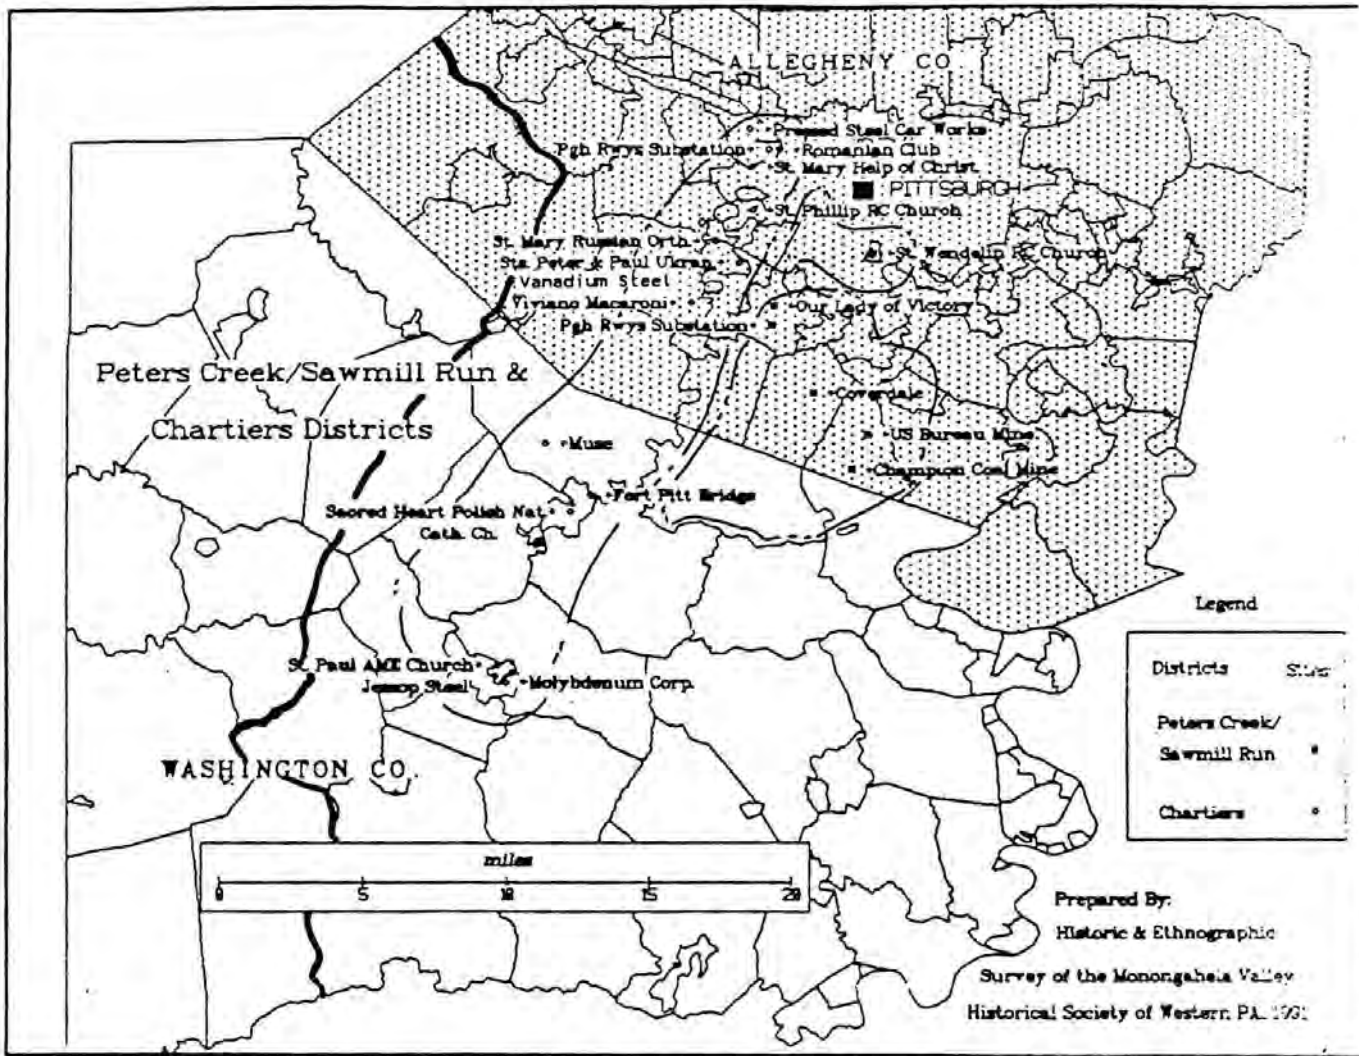 ALLEGHENY CO
Pressed Steel Car Works
Pgh Rwys Substation
Romanian Club
St. Mary Help of Christ.
PITTSBURGH
St. Phillip RC Church
St. Mary Russian Orth.
St. Wendelin RC Church
Sts. Peter & Paul Ukran.
Vanadium Steel
Viviano Macaroni
Our Lady of Victory
Pgh Rwys Substation
Peters Creek/Sawmill Run &
Chartiers Districts
Coverdale
US Bureau Mine
Muse
Champion Coal Mine
Fort Pitt Bridge
Sacred Heart Polish Nat.
Cath. Ch.
Legend
St. Paul AME Church
Jessop Steel
Molybdenum Corp.
Districts Sites
Peters Creek/
Sawmill Run
WASHINGTON CO.
Chartiers
miles
0 5 10 15 20
Prepared By:
Historic & Ethnographic
Survey of the Monongahela Valley
Historical Society of Western PA.